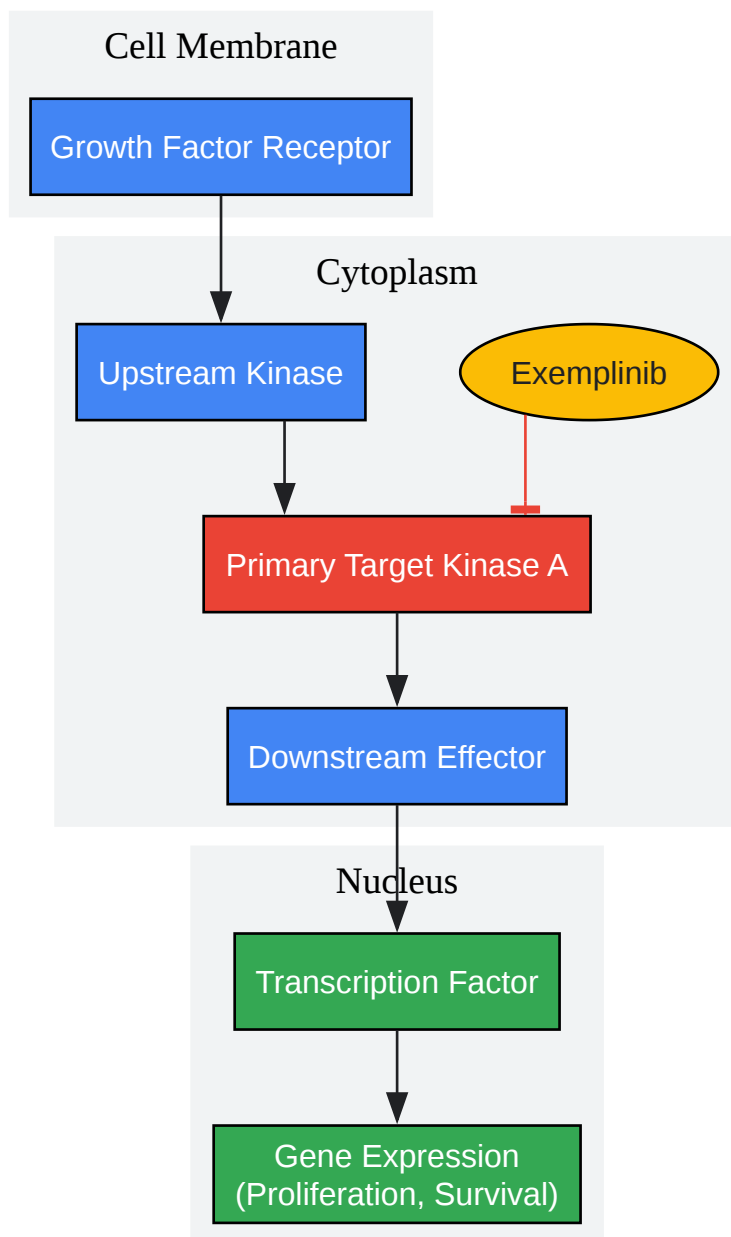 Cell Membrane
Growth Factor Receptor
Cytoplasm
Upstream Kinase
Exemplinib
Primary Target Kinase A
Downstream Effector
Nucleus
Transcription Factor
Gene Expression
(Proliferation, Survival)